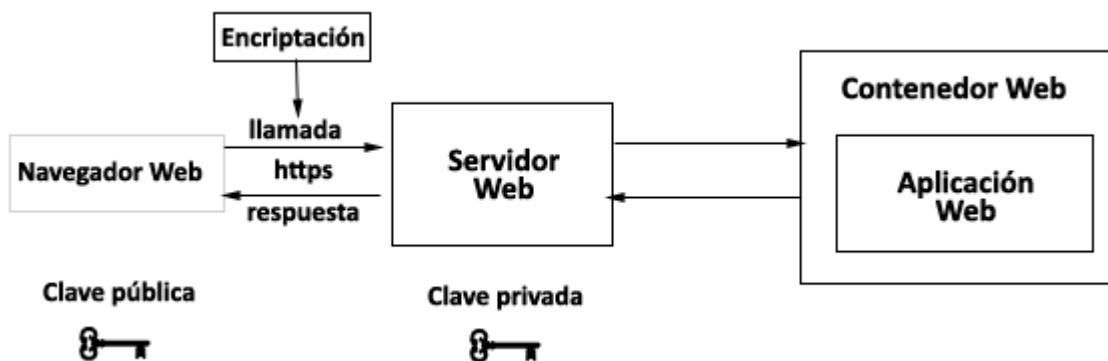 Encriptación
llamada
https
respuesta
Navegador Web
Servidor
Web
Contenedor Web
Aplicación
Web
Clave pública
Clave privada